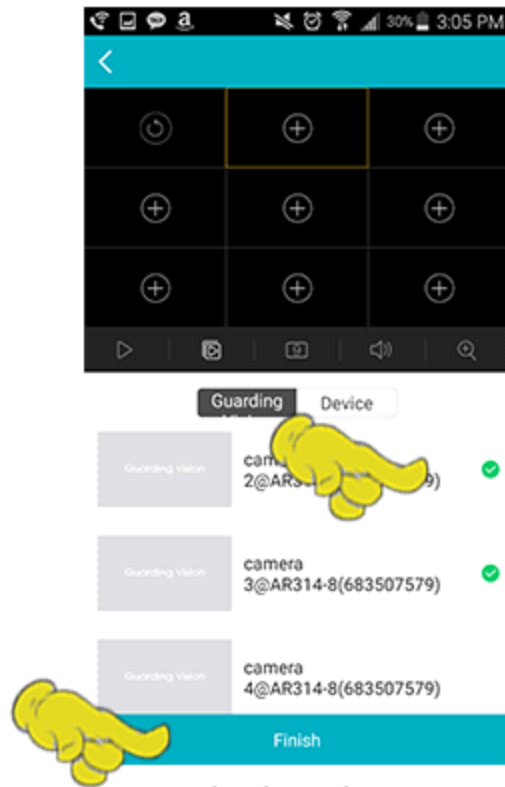 30% 3:05 PM
Guarding
Device
Guarding Vision
2@AR31
9)
Guarding Vision
camera
3@AR314-8(683507579)
Guarding Vision
camera
4@AR314-8(683507579)
Finish